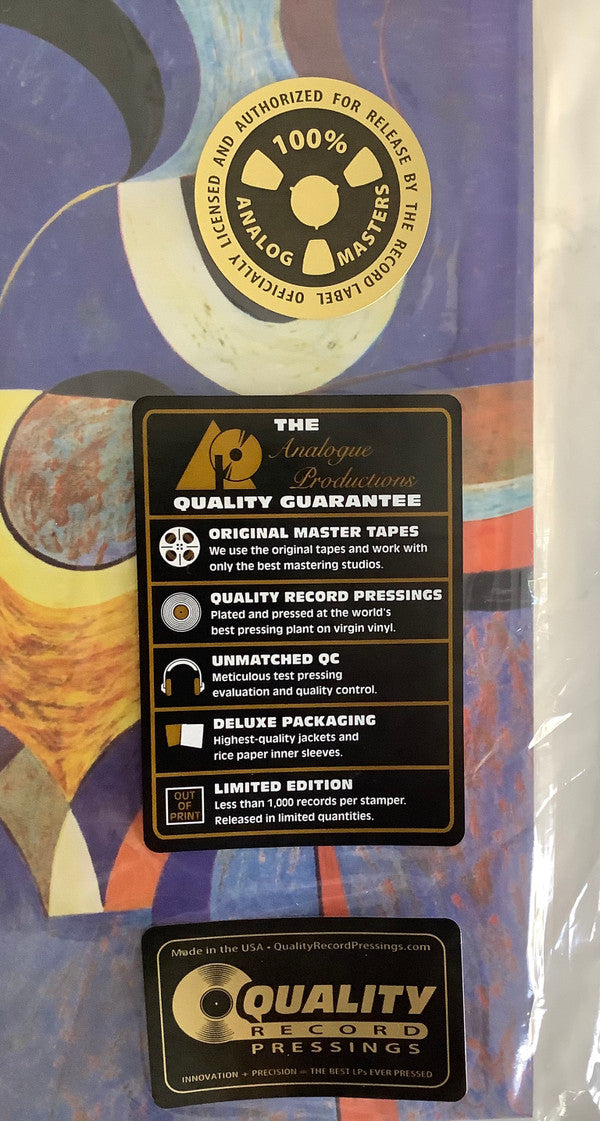 OFFICIALLY LICENSED AND AUTHORIZED FOR RELEASE BY THE RECORD LABEL
100%
ANALOG MASTERS
THE
Analogue
Productions
QUALITY GUARANTEE
ORIGINAL MASTER TAPES
We use the original tapes and work with
only the best mastering studios.
QUALITY RECORD PRESSINGS
Plated and pressed at the world's
best pressing plant on virgin vinyl.
UNMATCHED QC
Meticulous test pressing
evaluation and quality control.
DELUXE PACKAGING
Highest-quality jackets and
rice paper inner sleeves.
OUT
OF
PRINT
LIMITED EDITION
Less than 1,000 records per stamper.
Released in limited quantities.
Made in the USA • QualityRecordPressings.com
QUALITY
RECORD
PRESSINGS
INNOVATION + PRECISION = THE BEST LPs EVER PRESSED